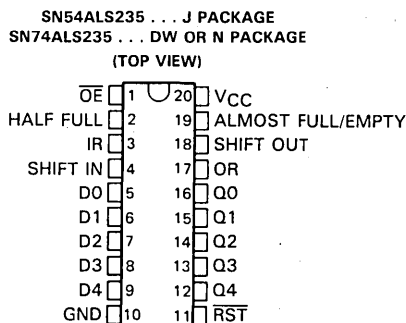 SN54ALS235 . . . J PACKAGE
SN74ALS235 . . . DW OR N PACKAGE
(TOP VIEW)
OE 1 20 VCC
HALF FULL 2 19 ALMOST FULL/EMPTY
IR 3 18 SHIFT OUT
SHIFT IN 4 17 OR
D0 5 16 Q0
D1 6 15 Q1
D2 7 14 Q2
D3 8 13 Q3
D4 9 12 Q4
GND 10 11 RST